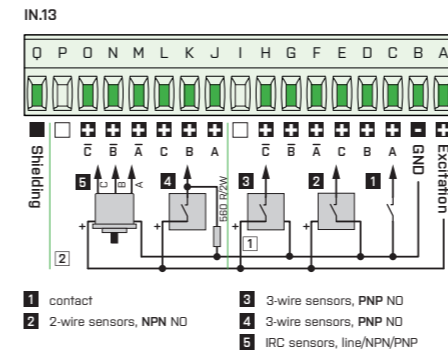 IN.13
Q P O N M L K J I H G F E D C B A
C̅ B̅ A̅ C B A C̅ B̅ A̅ C B A GND Excitation
Shielding
5 C B A 4 560 R/2W 3 2 1
+ + + +
2 1
1 contact
2 2-wire sensors, NPN NO
3 3-wire sensors, PNP NO
4 3-wire sensors, PNP NO
5 IRC sensors, line/NPN/PNP